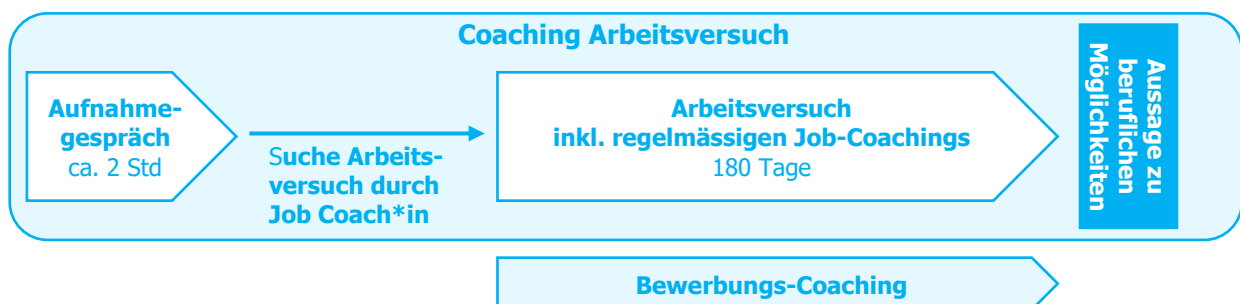 Coaching Arbeitsversuch
Aufnahme-
gespräch
ca. 2 Std
Suche Arbeits-
versuch durch
Job Coach*in
Arbeitsversuch
inkl. regelmässigen Job-Coachings
180 Tage
Aussage zu
beruflichen
Möglichkeiten
Bewerbungs-Coaching